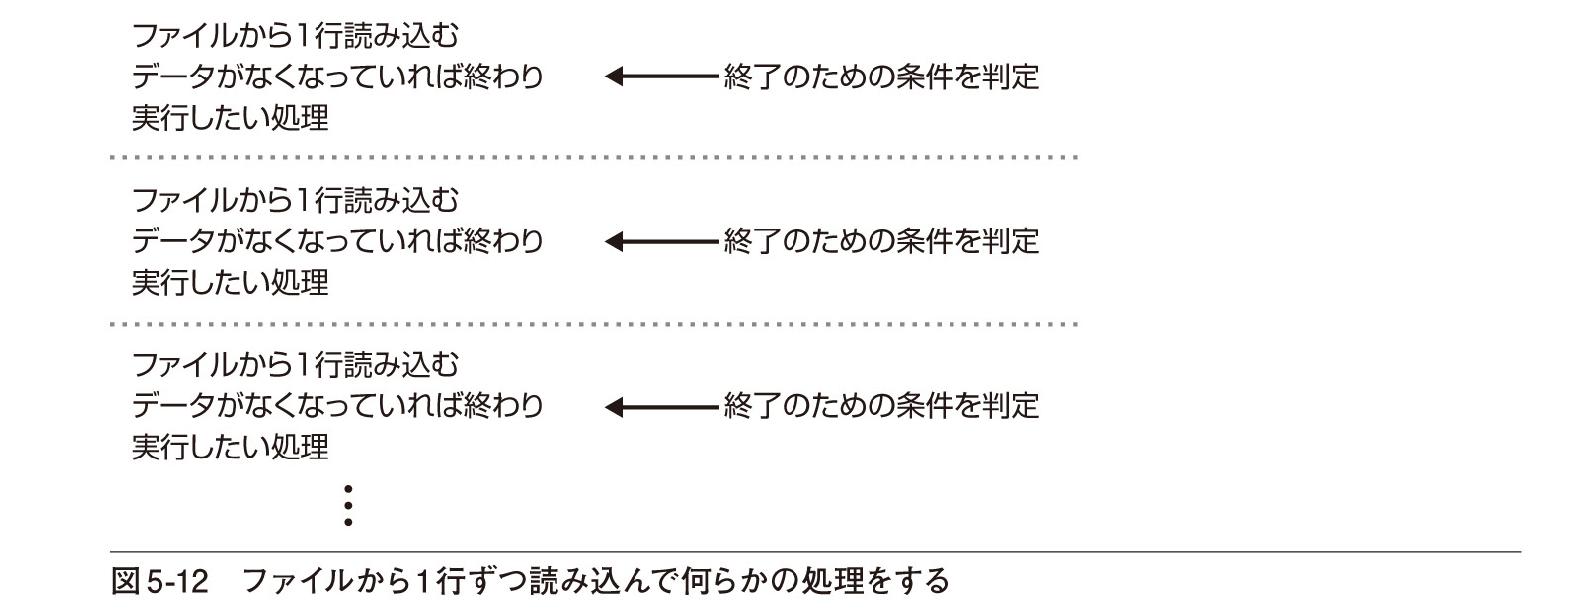 ファイルから1行読み込む
データがなくなっていれば終わり ← 終了のための条件を判定
実行したい処理
ファイルから1行読み込む
データがなくなっていれば終わり ← 終了のための条件を判定
実行したい処理
ファイルから1行読み込む
データがなくなっていれば終わり ← 終了のための条件を判定
実行したい処理
⋮
図5-12 ファイルから1行ずつ読み込んで何らかの処理をする